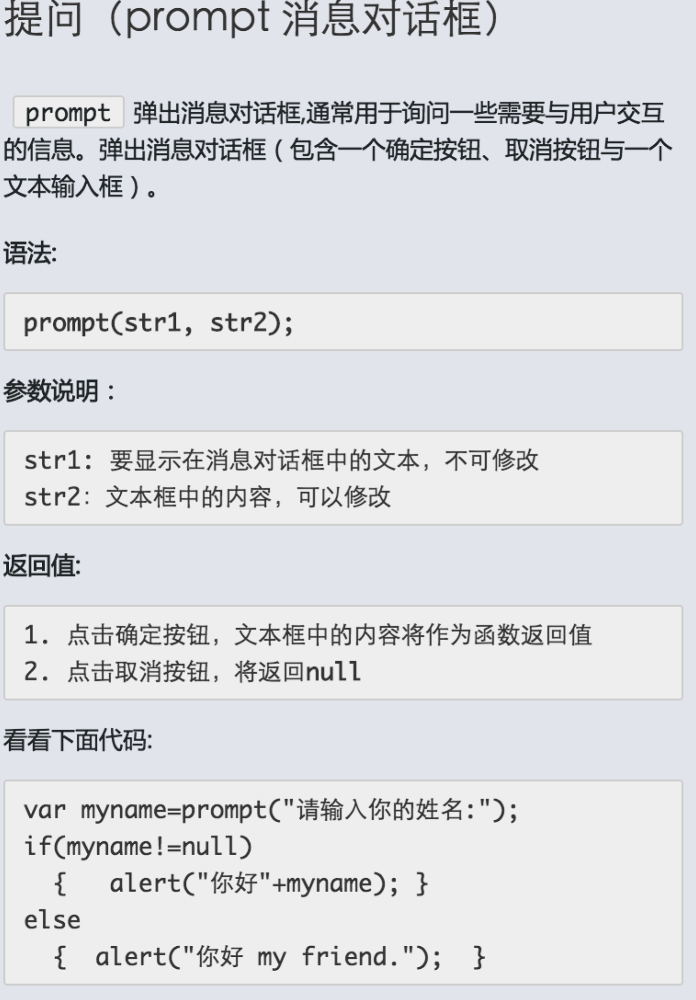 提问（prompt 消息对话框）
prompt 弹出消息对话框,通常用于询问一些需要与用户交互
的信息。弹出消息对话框（包含一个确定按钮、取消按钮与一个
文本输入框）。
语法:
prompt(str1, str2);
参数说明：
str1: 要显示在消息对话框中的文本，不可修改
str2：文本框中的内容，可以修改
返回值:
1. 点击确定按钮，文本框中的内容将作为函数返回值
2. 点击取消按钮，将返回null
看看下面代码:
var myname=prompt("请输入你的姓名:");
if(myname!=null)
  {   alert("你好"+myname); }
else
  {  alert("你好 my friend.");  }